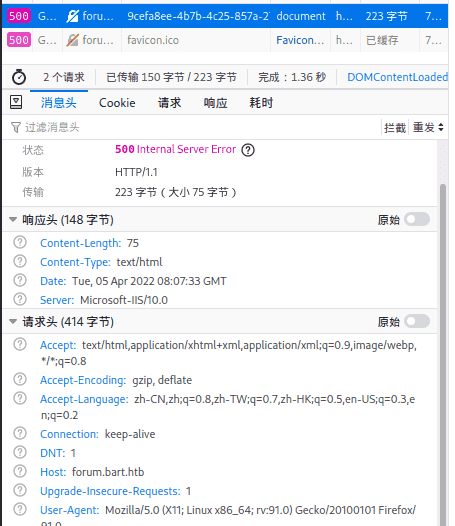 500 G... foru... 9cefa8ee-4b7b-4c25-857a-2 document h... 223 字节 7...
500 G... foru... favicon.ico Favicon... h... 已缓存 7...
2 个请求 已传输 150 字节 / 223 字节 完成：1.36 秒 DOMContentLoaded
消息头 Cookie 请求 响应 耗时
过滤消息头 拦截 重发
状态 500 Internal Server Error
版本 HTTP/1.1
传输 223 字节（大小 75 字节）
响应头 (148 字节) 原始
Content-Length: 75
Content-Type: text/html
Date: Tue, 05 Apr 2022 08:07:33 GMT
Server: Microsoft-IIS/10.0
请求头 (414 字节) 原始
Accept: text/html,application/xhtml+xml,application/xml;q=0.9,image/webp,
*/*;q=0.8
Accept-Encoding: gzip, deflate
Accept-Language: zh-CN,zh;q=0.8,zh-TW;q=0.7,zh-HK;q=0.5,en-US;q=0.3,e
n;q=0.2
Connection: keep-alive
DNT: 1
Host: forum.bart.htb
Upgrade-Insecure-Requests: 1
User-Agent: Mozilla/5.0 (X11; Linux x86_64; rv:91.0) Gecko/20100101 Firefox/
91.0